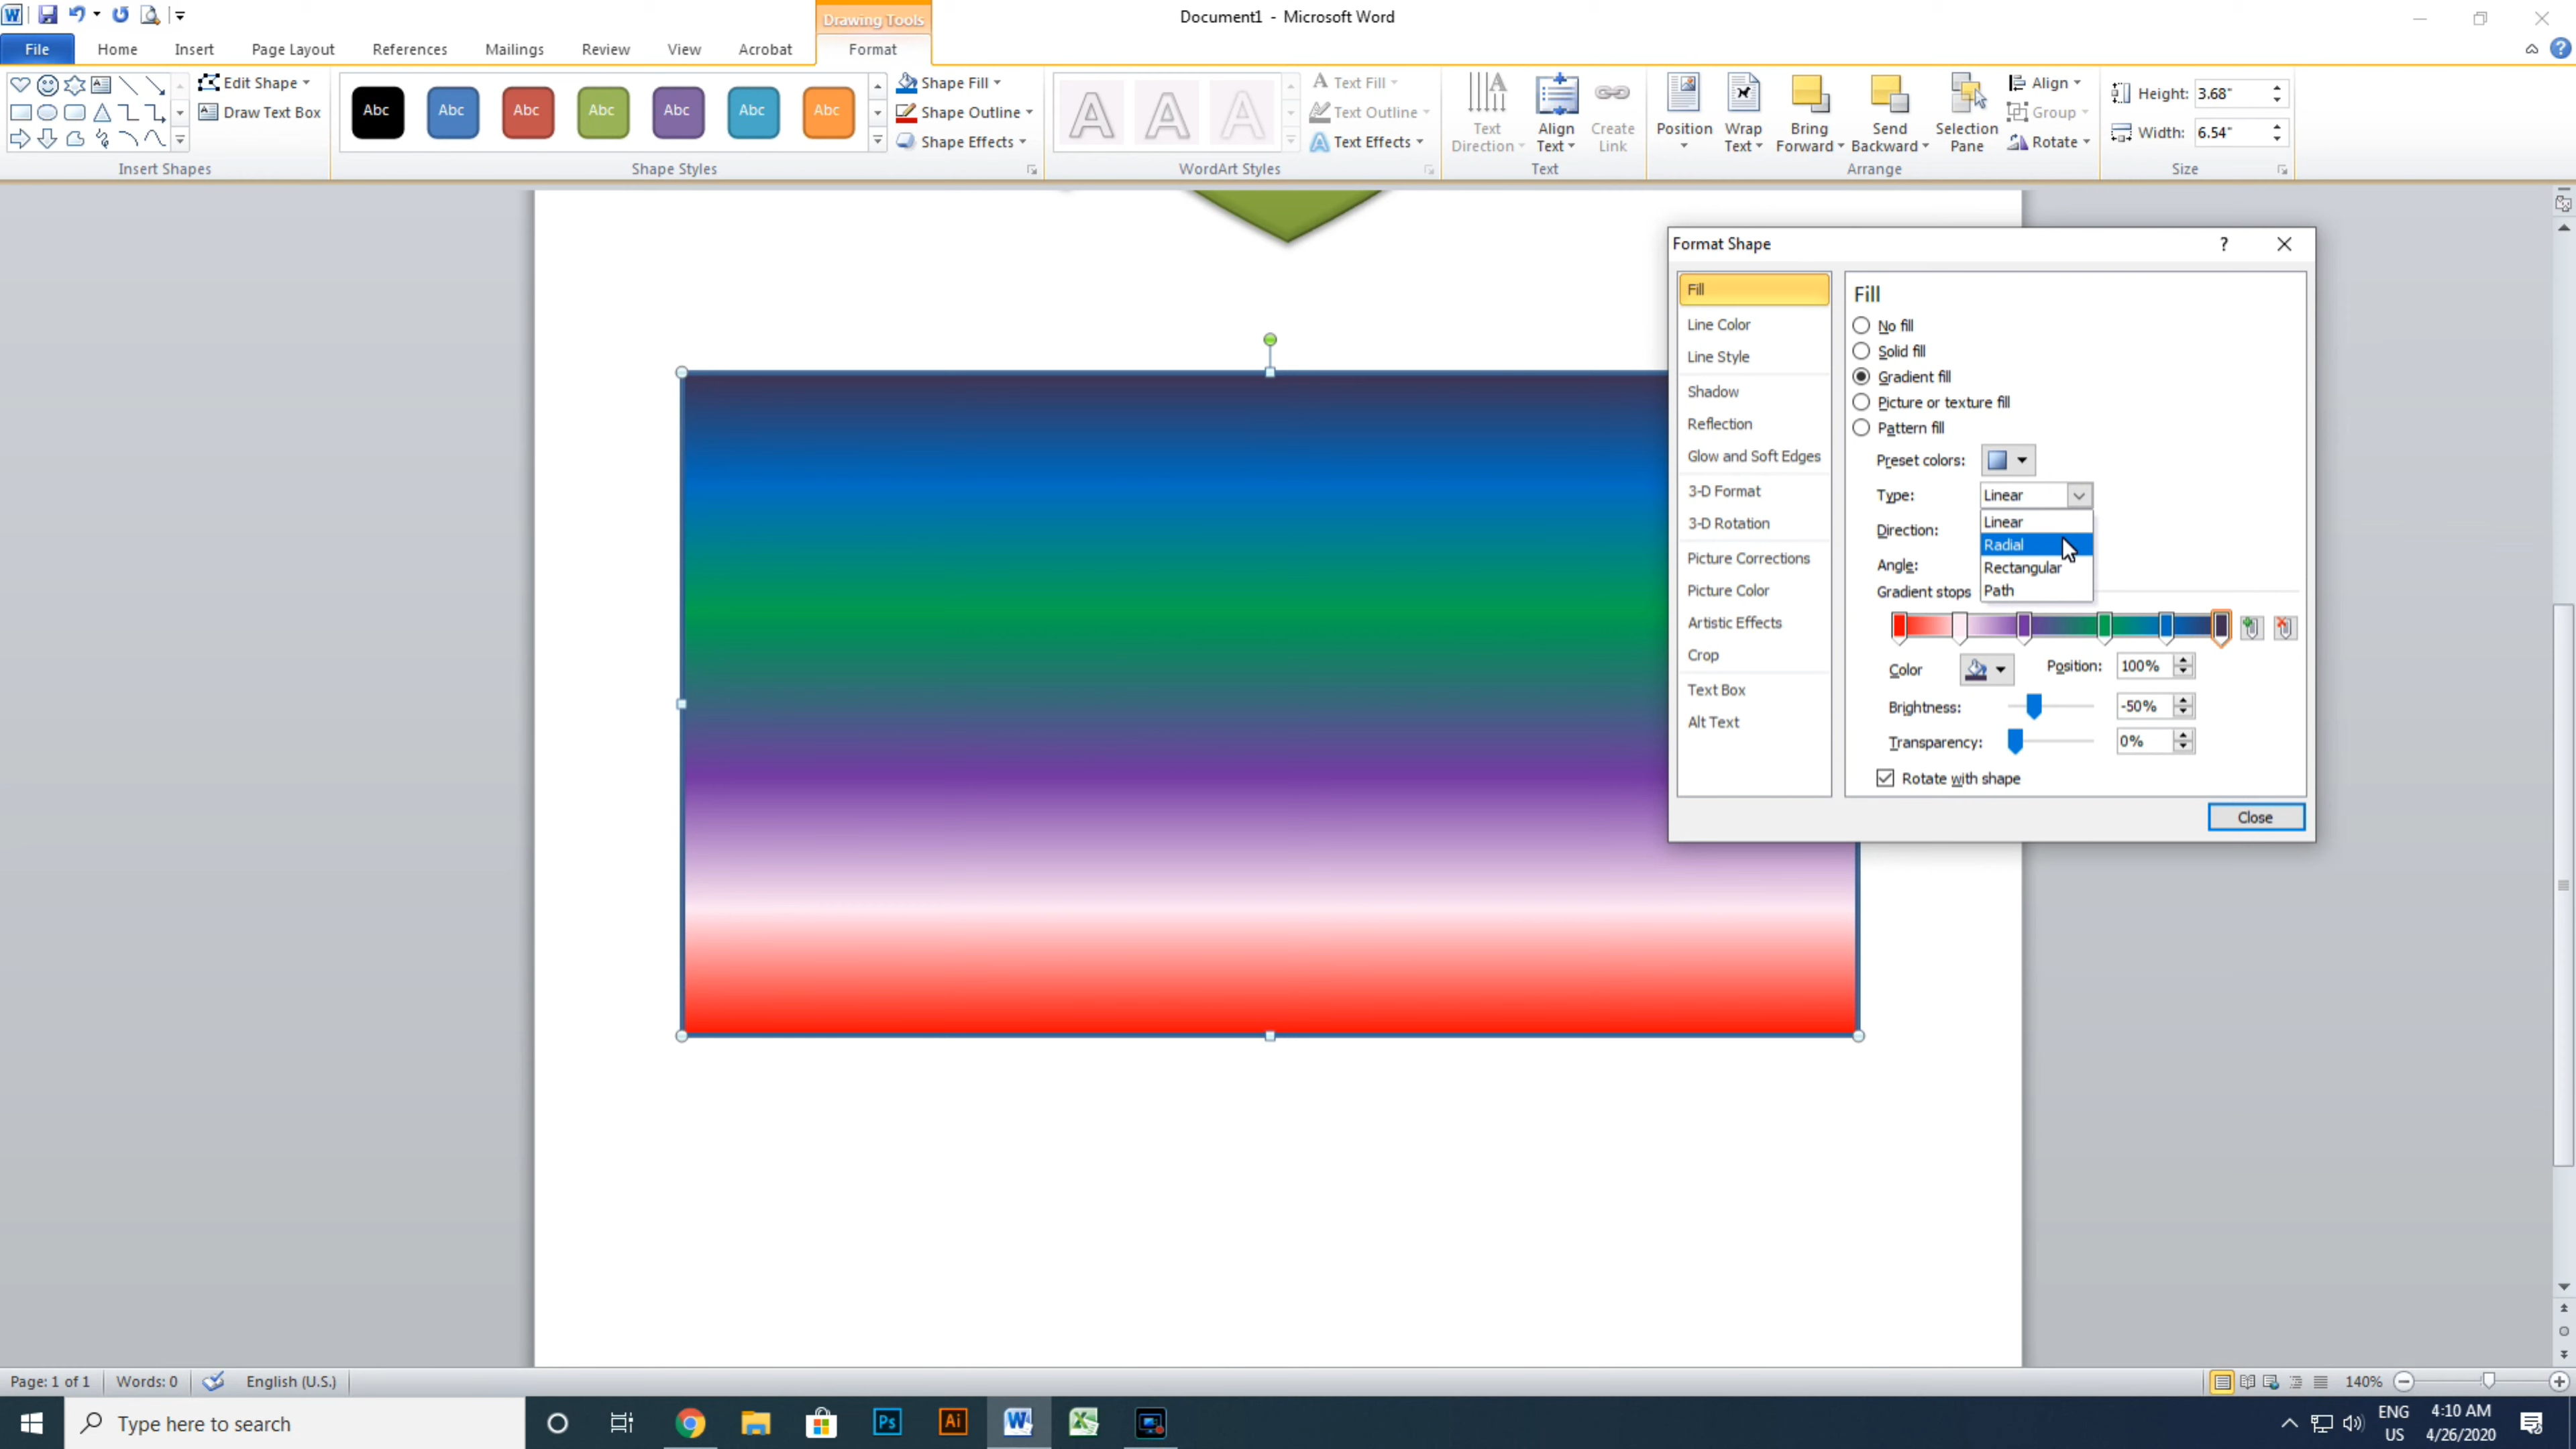 Document1 - Microsoft Word
Drawing Tools
File Home Insert Page Layout References Mailings Review View Acrobat Format
Edit Shape
Draw Text Box
Insert Shapes
Abc Abc Abc Abc Abc Abc Abc
Shape Styles
Shape Fill
Shape Outline
Shape Effects
A A A
WordArt Styles
Text Fill
Text Outline
Text Effects
Text Direction
Align Text
Create Link
Text
Position
Wrap Text
Bring Forward
Send Backward
Selection Pane
Align
Group
Rotate
Arrange
Height: 3.68"
Width: 6.54"
Size
Format Shape ?
Fill
Line Color
Line Style
Shadow
Reflection
Glow and Soft Edges
3-D Format
3-D Rotation
Picture Corrections
Picture Color
Artistic Effects
Crop
Text Box
Alt Text
Fill
No fill
Solid fill
Gradient fill
Picture or texture fill
Pattern fill
Preset colors:
Type: Linear
Linear
Direction:
Radial
Angle:
Rectangular
Gradient stops
Path
Color
Position: 100%
Brightness: -50%
Transparency: 0%
Rotate with shape
Close
Page: 1 of 1 Words: 0 English (U.S.) 140%
Type here to search
Ps Ai W
ENG
US
4:10 AM
4/26/2020